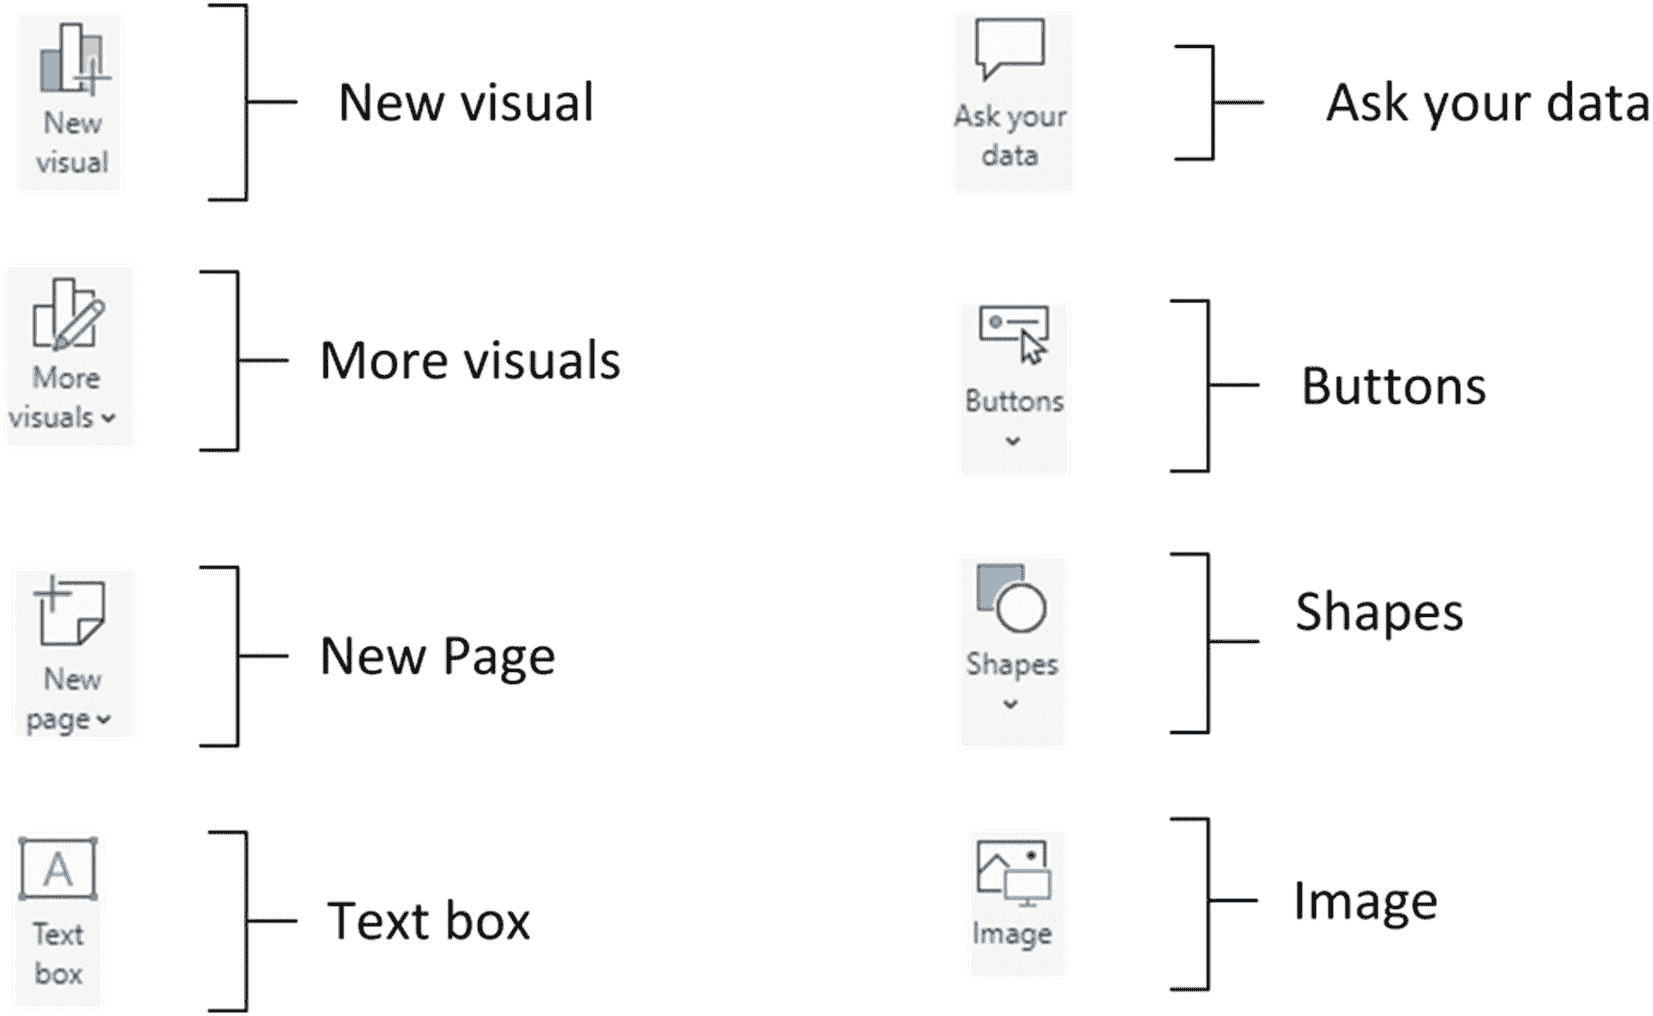 New
visual
New visual
Ask your
data
Ask your data
More
visuals
More visuals
Buttons
Buttons
New
page
New Page
Shapes
Shapes
A
Text
box
Text box
Image
Image